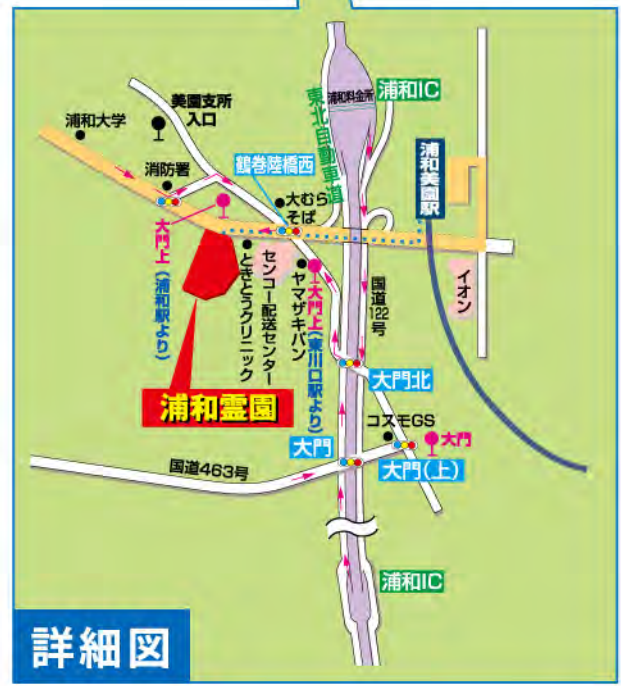 浦和IC
浦和料金所
東北自動車道
美園支所
入口
浦和大学
消防署
鶴巻陸橋西
大むら
そば
浦和美園駅
大門上(浦和駅より)
ときとうクリニック
センコー配送センター
ヤマザキパン
大門上(東川口駅より)
国道122号
イオン
浦和霊園
大門北
コスモGS
大門
大門
大門(上)
国道463号
浦和IC
詳細図